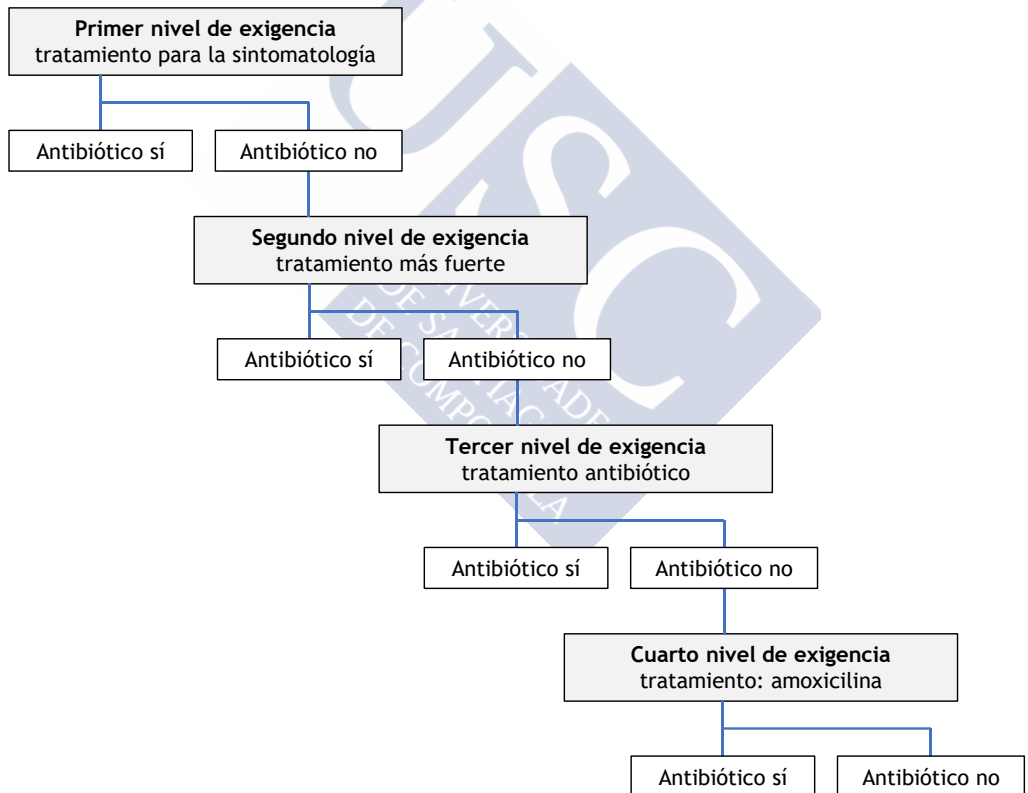 Primer nivel de exigencia
tratamiento para la sintomatología
Antibiótico sí
Antibiótico no
Segundo nivel de exigencia
tratamiento más fuerte
Antibiótico sí
Antibiótico no
Tercer nivel de exigencia
tratamiento antibiótico
Antibiótico sí
Antibiótico no
Cuarto nivel de exigencia
tratamiento: amoxicilina
Antibiótico sí
Antibiótico no
USC